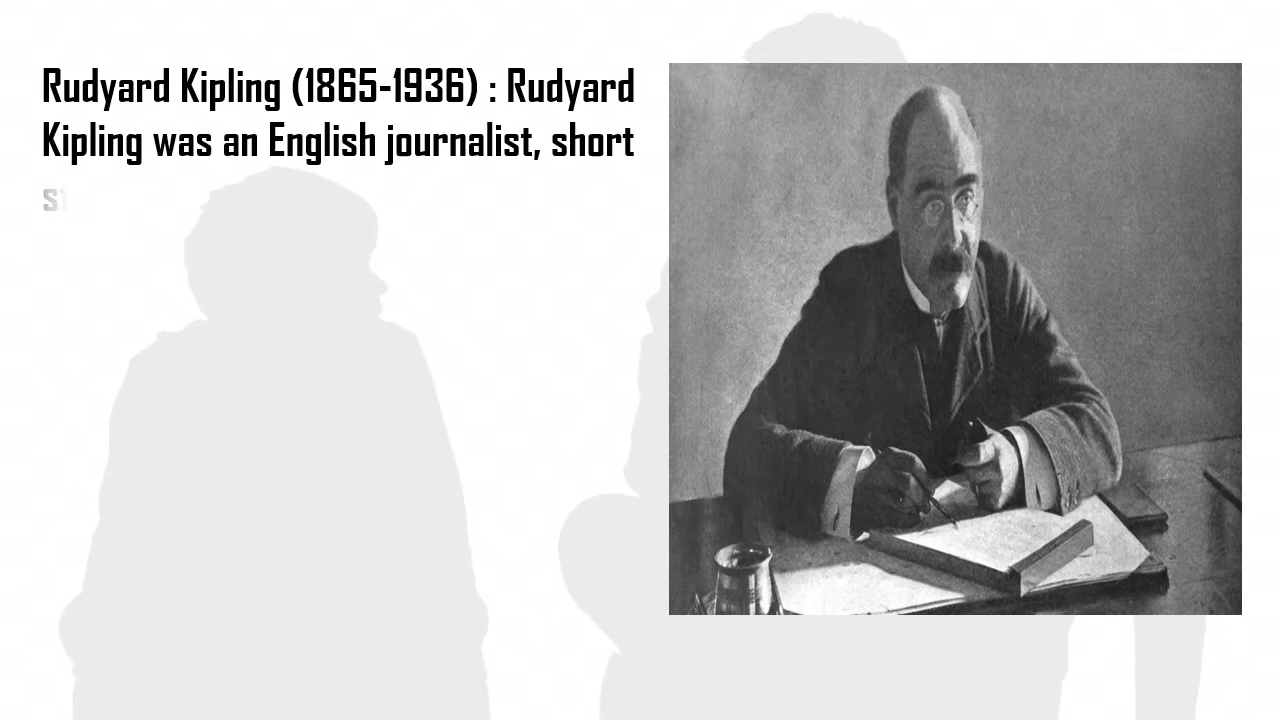 Rudyard Kipling (1865-1936) : Rudyard
Kipling was an English journalist, short